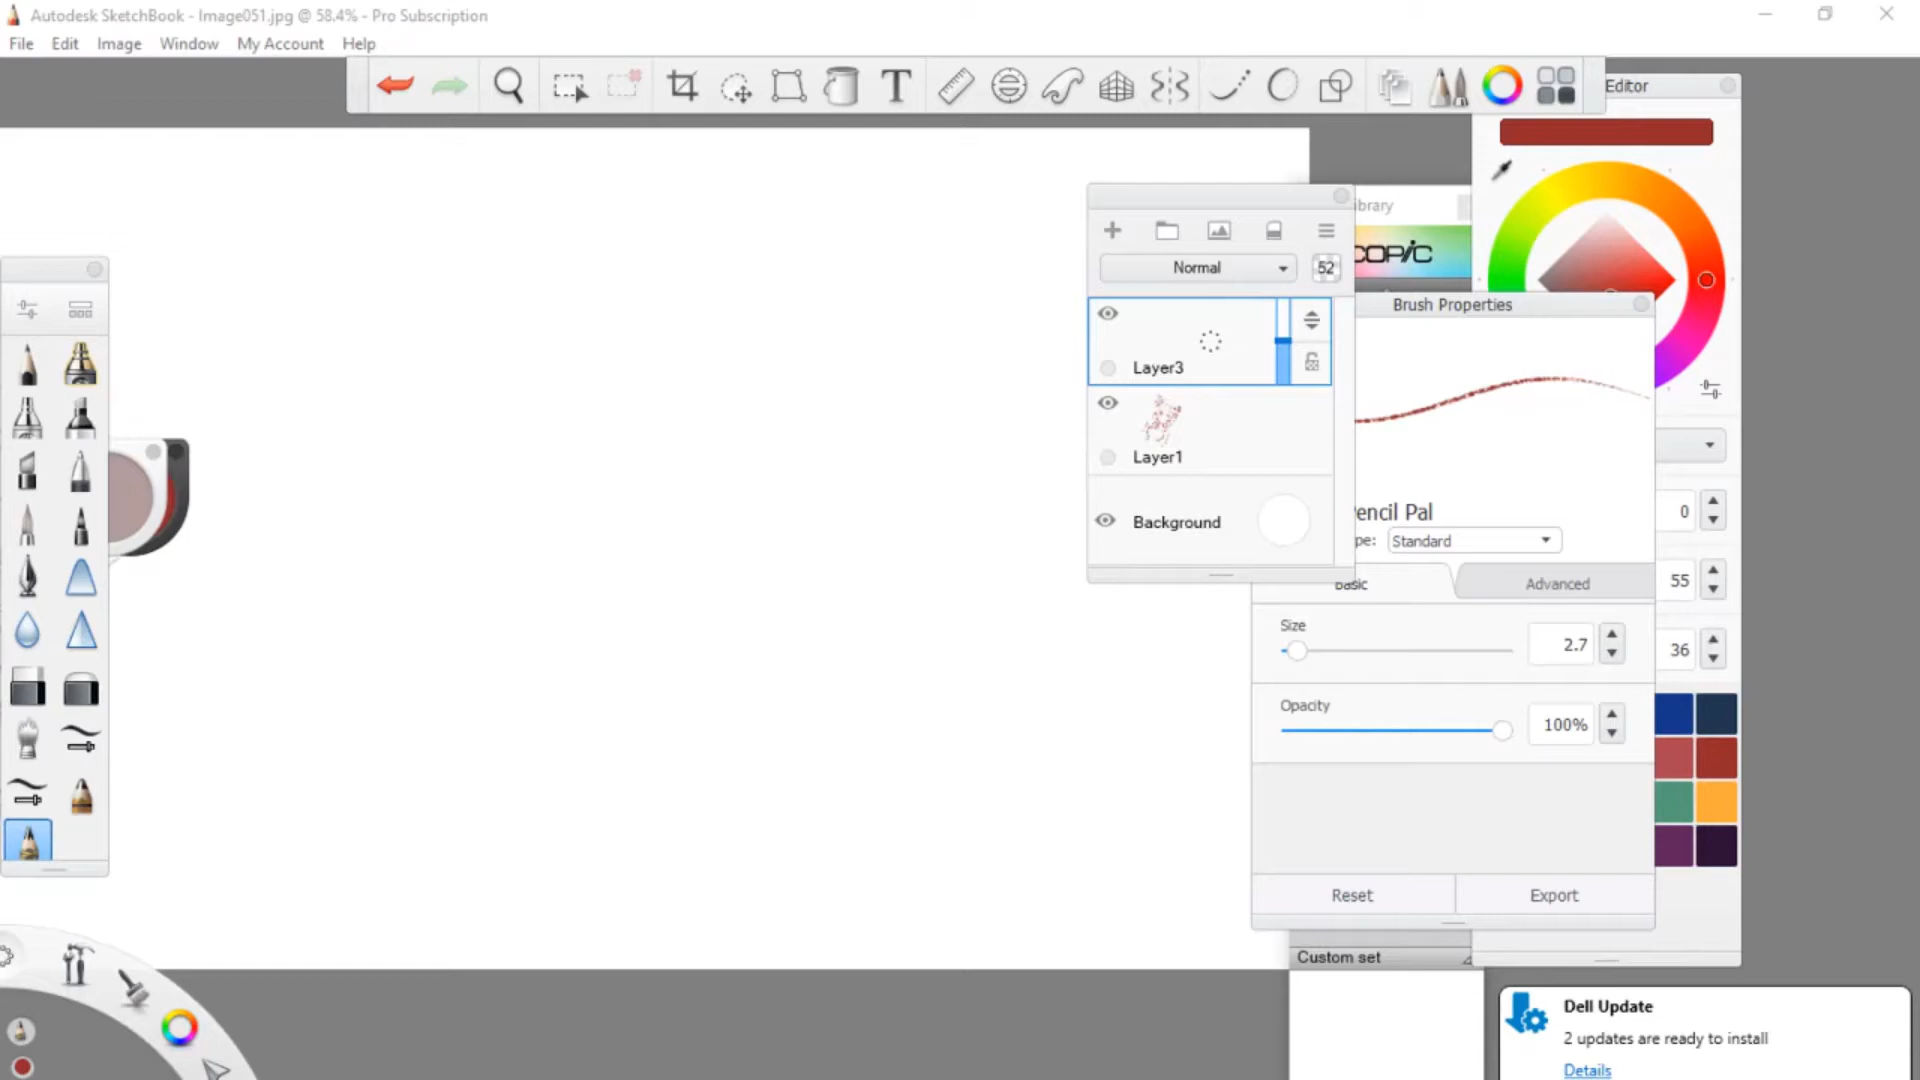 Autodesk SketchBook - Image051.jpg @ 58.4% - Pro Subscription
File Edit Image Window My Account Help
T
Editor
ibrary
COPIC
Normal 52
Layer3
Layer1
Background
Brush Properties
encil Pal
pe: Standard
Basic Advanced
Size
2.7
Opacity
100%
0
55
36
Reset Export
Custom set
Dell Update
2 updates are ready to install
Details